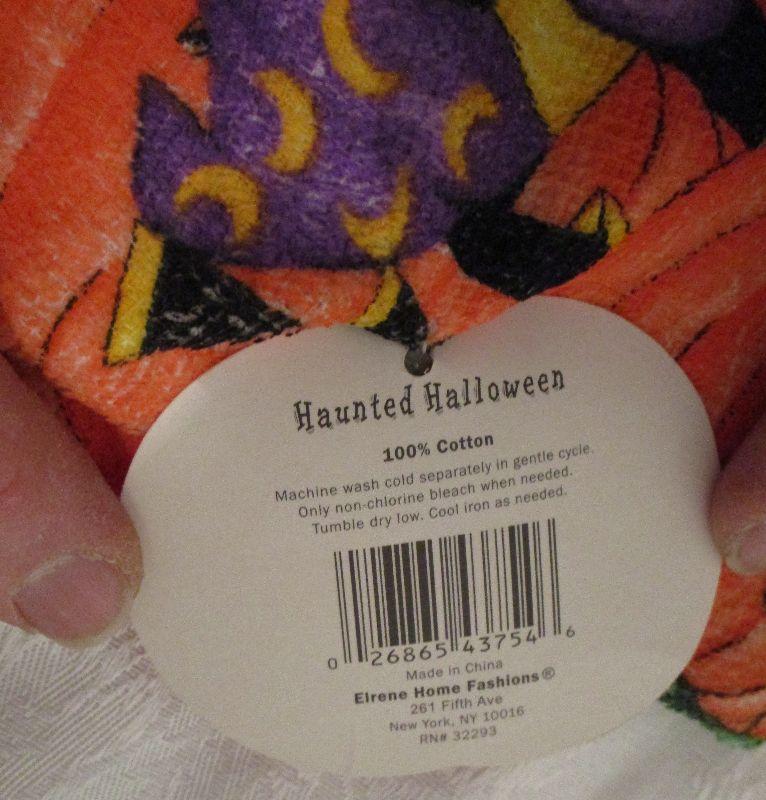 Haunted Halloween
100% Cotton
Machine wash cold separately in gentle cycle.
Only non-chlorine bleach when needed.
Tumble dry low. Cool iron as needed.
0 26865 43754 6
Made in China
Elrene Home Fashions®
261 Fifth Ave
New York, NY 10016
RN# 32293